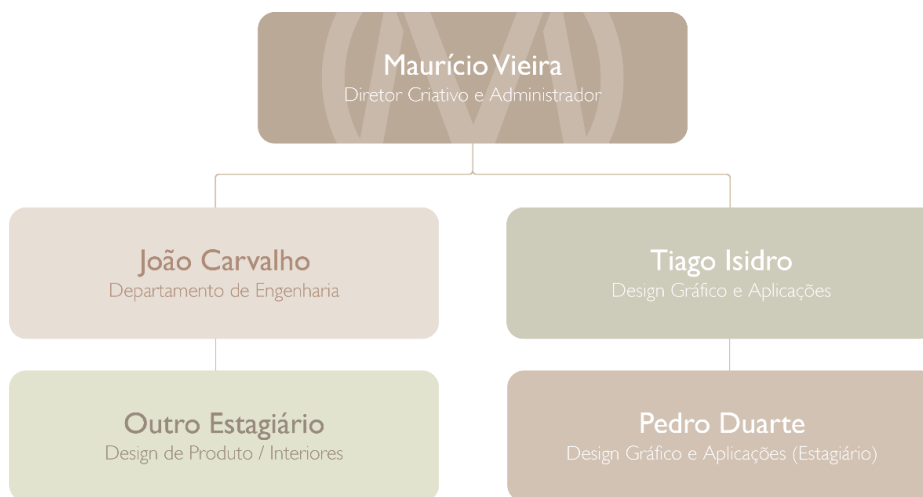 Maurício Vieira
Diretor Criativo e Administrador
João Carvalho
Departamento de Engenharia
Tiago Isidro
Design Gráfico e Aplicações
Outro Estagiário
Design de Produto / Interiores
Pedro Duarte
Design Gráfico e Aplicações (Estagiário)